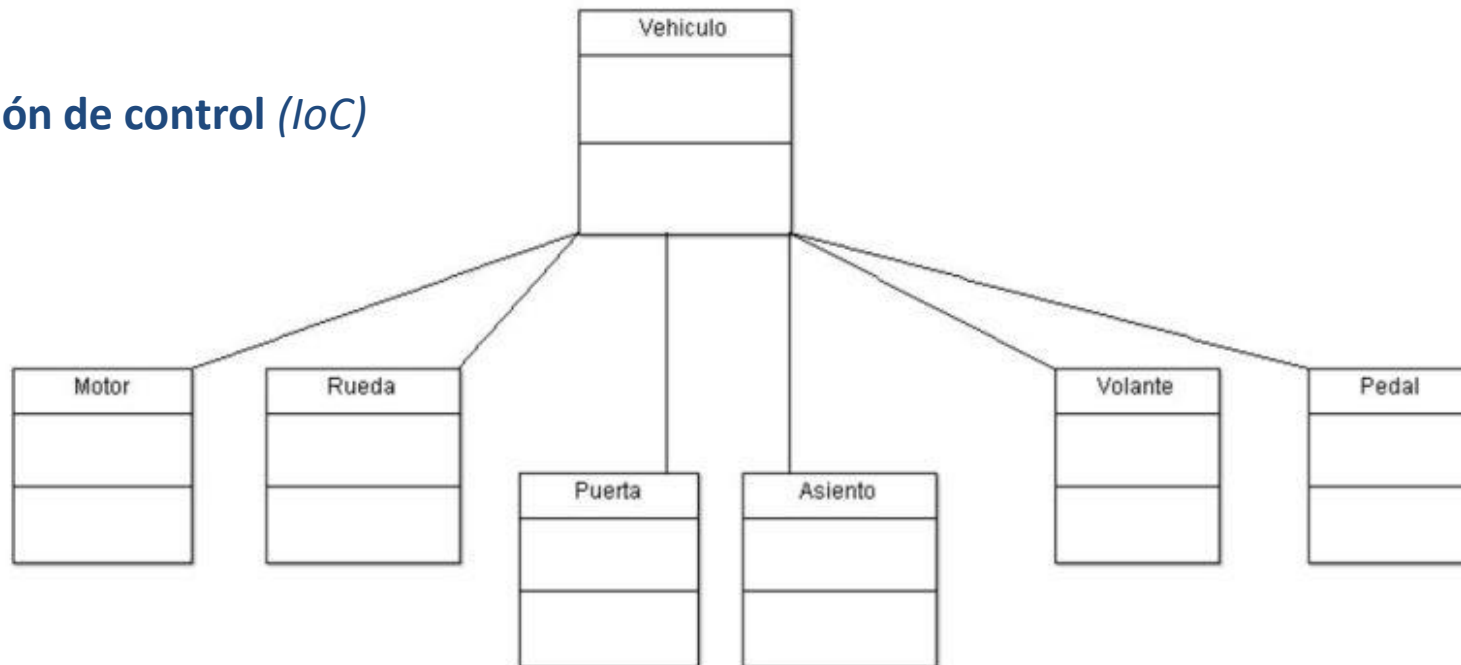 Vehiculo
ón de control (IoC)
Motor
Rueda
Volante
Pedal
Puerta
Asiento